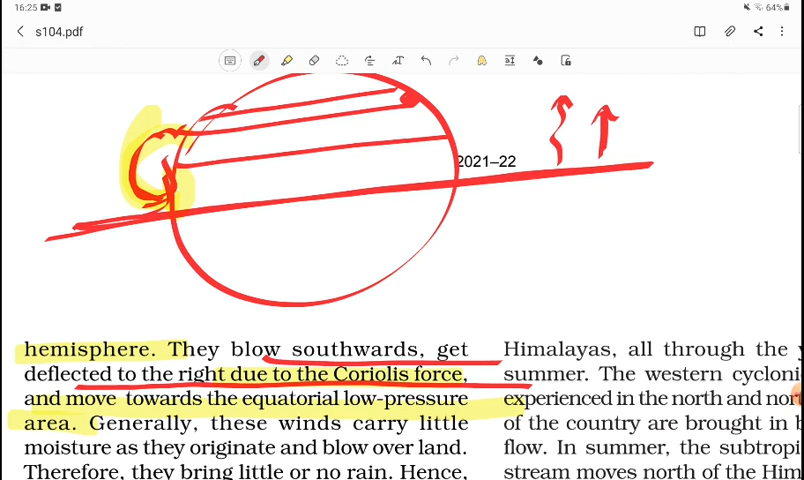 16:25
64%
s104.pdf
2021–22
hemisphere. They blow southwards, get
deflected to the right due to the Coriolis force,
and move towards the equatorial low-pressure
area. Generally, these winds carry little
moisture as they originate and blow over land.
Therefore, they bring little or no rain. Hence,
Himalayas, all through the
summer. The western cycloni
experienced in the north and nor
of the country are brought in b
flow. In summer, the subtropi
stream moves north of the Him